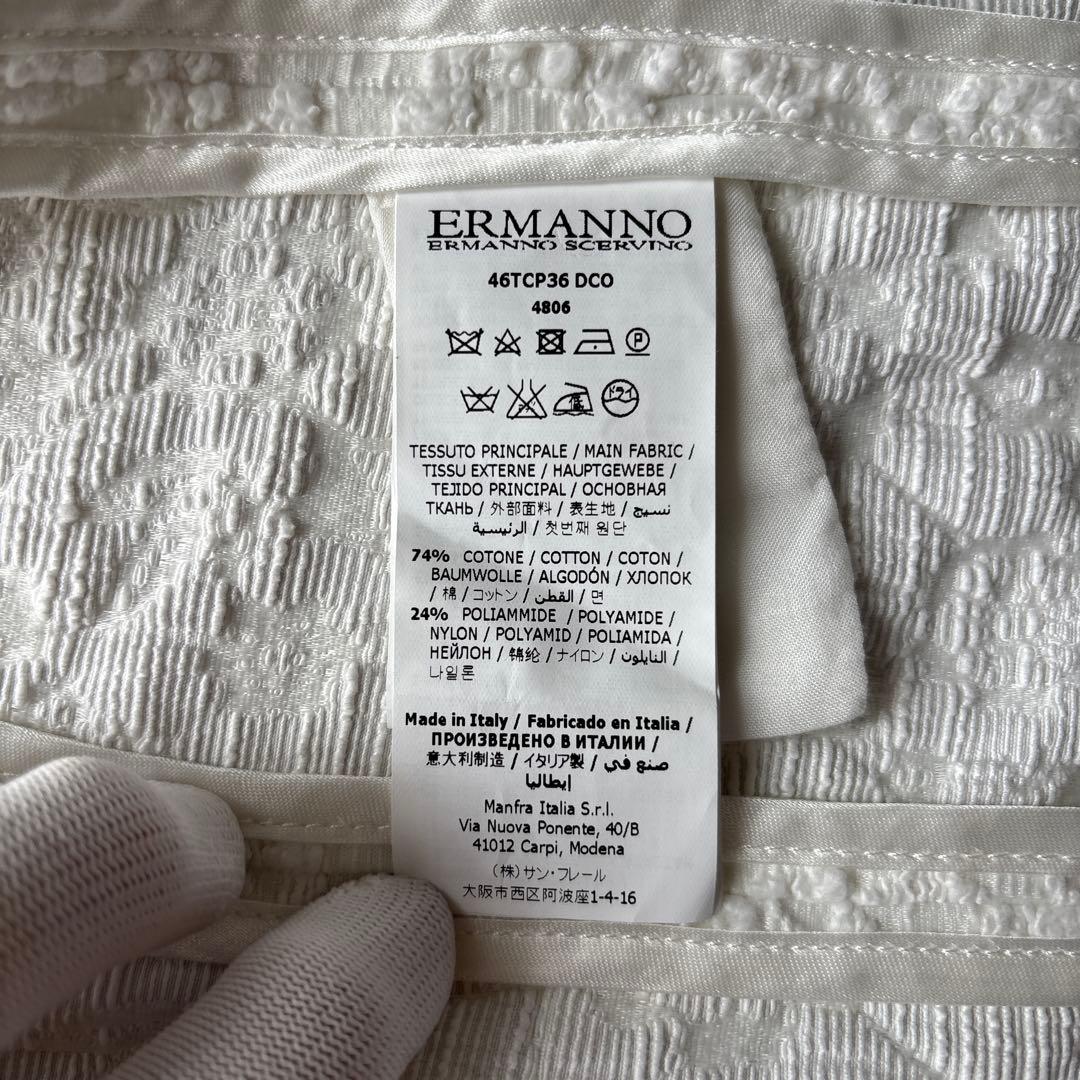 ERMANNO
ERMANNO SCERVINO
46TCP36 DCO
4806
P
低 ドライ
TESSUTO PRINCIPALE / MAIN FABRIC /
TISSU EXTERNE / HAUPTGEWEBE /
TEJIDO PRINCIPAL / ОСНОВНАЯ
ТКАНЬ / 外部面料 / 表生地 / نسيج
الرئيسية / 첫번째 원단
74% COTONE / COTTON / COTON /
BAUMWOLLE / ALGODÓN / ХЛОПОК
/ 棉 / コットン / القطن / 면
24% POLIAMMIDE / POLYAMIDE /
NYLON / POLYAMID / POLIAMIDA /
НЕЙЛОН / 锦纶 / ナイロン / النايلون /
나일론
Made in Italy / Fabricado en Italia /
ПРОИЗВЕДЕНО В ИТАЛИИ /
意大利制造 / イタリア製 / صنع في
إيطاليا
Manfra Italia S.r.l.
Via Nuova Ponente, 40/B
41012 Carpi, Modena
(株)サン・フレール
大阪市西区阿波座1-4-16